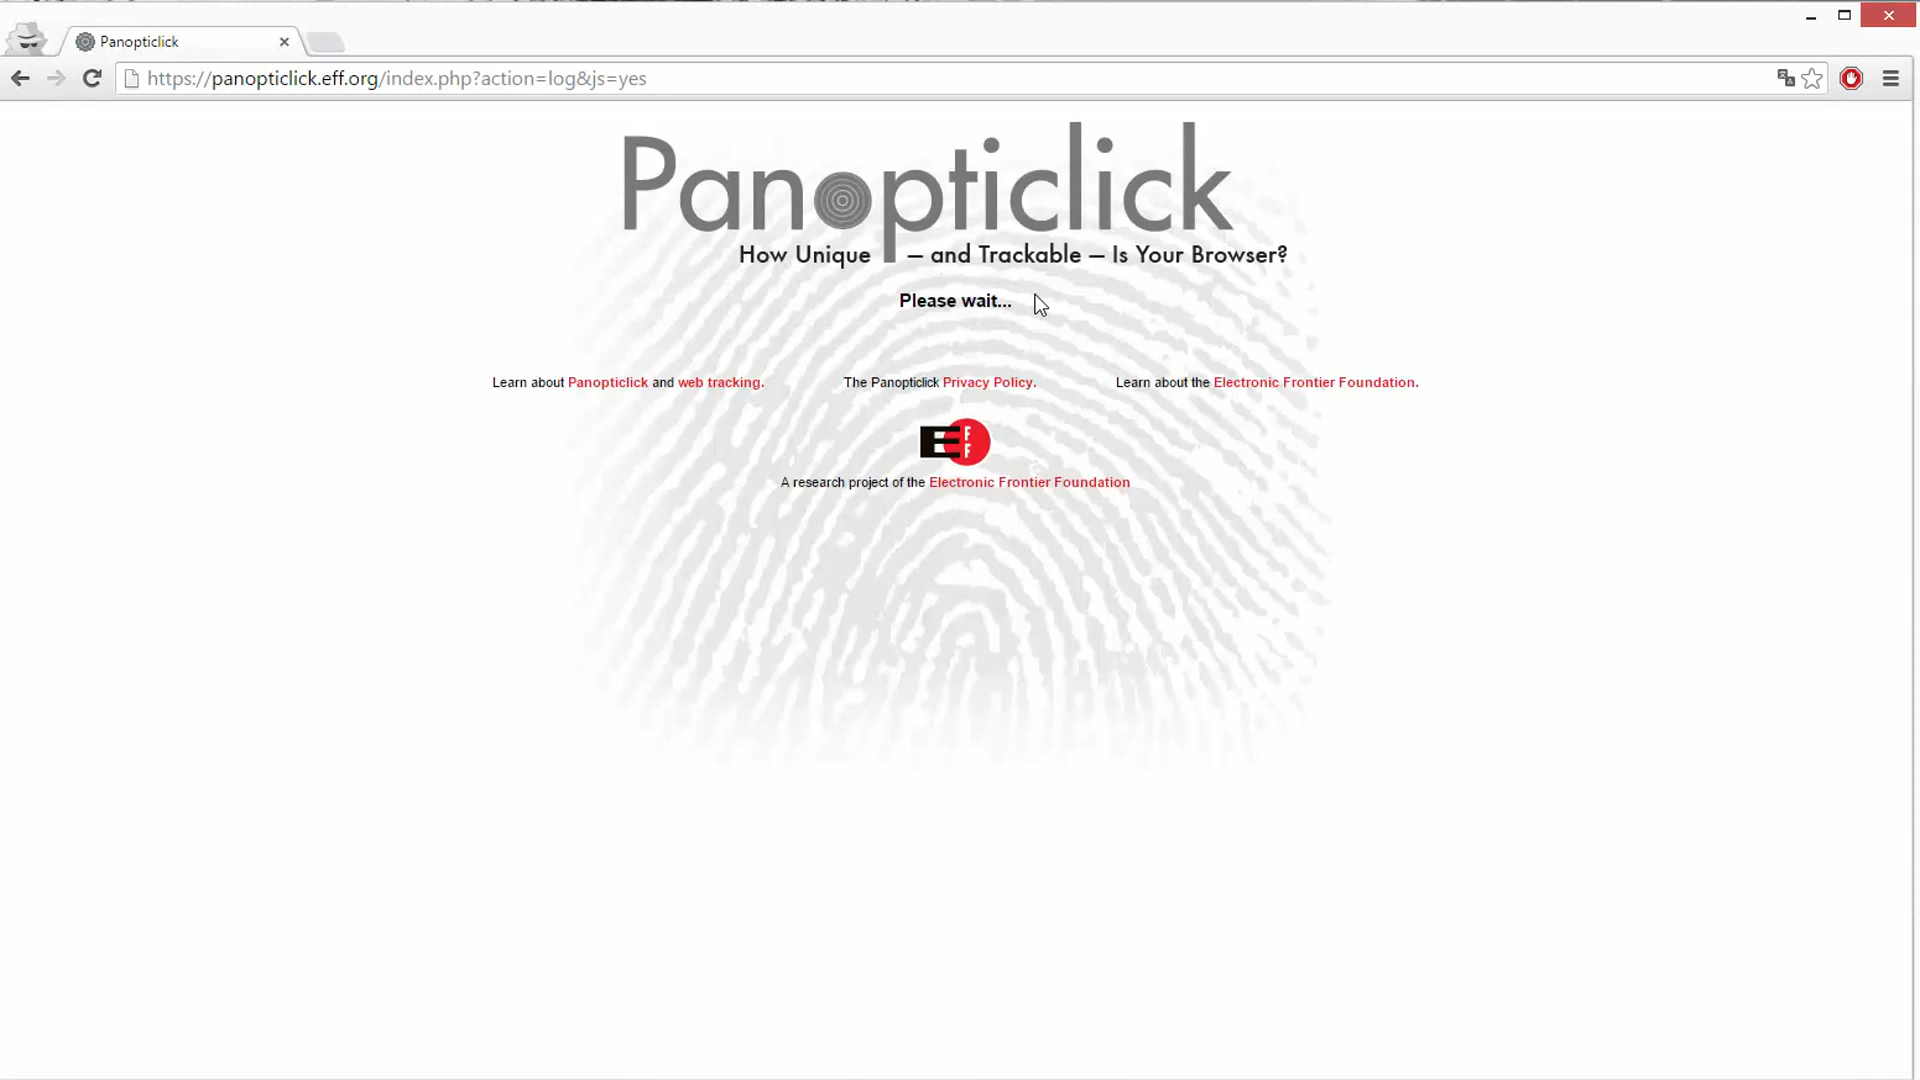 Panopticlick
https://panopticlick.eff.org/index.php?action=log&js=yes
Panopticlick
How Unique – and Trackable – Is Your Browser?
Please wait...
Learn about Panopticlick and web tracking. The Panopticlick Privacy Policy. Learn about the Electronic Frontier Foundation.
EFF
A research project of the Electronic Frontier Foundation